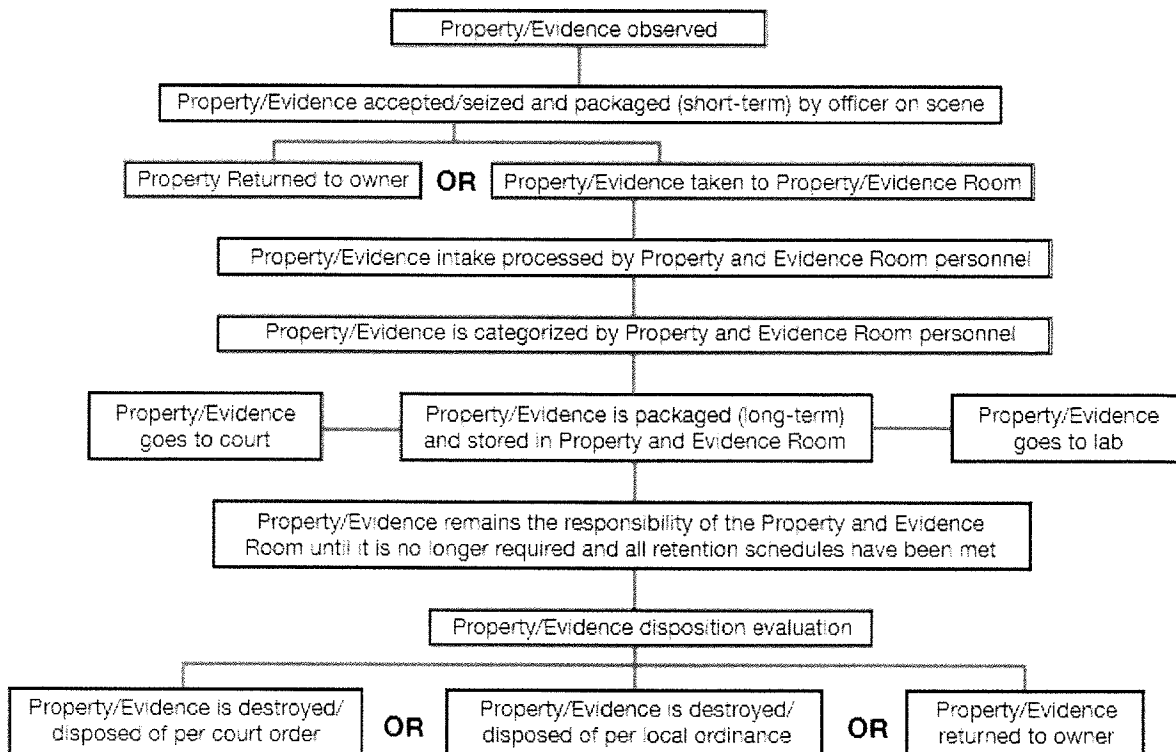 Property/Evidence observed
Property/Evidence accepted/seized and packaged (short-term) by officer on scene
Property Returned to owner
OR
Property/Evidence taken to Property/Evidence Room
Property/Evidence intake processed by Property and Evidence Room personnel
Property/Evidence is categorized by Property and Evidence Room personnel
Property/Evidence
goes to court
Property/Evidence is packaged (long-term)
and stored in Property and Evidence Room
Property/Evidence
goes to lab
Property/Evidence remains the responsibility of the Property and Evidence
Room until it is no longer required and all retention schedules have been met
Property/Evidence disposition evaluation
Property/Evidence is destroyed/
disposed of per court order
OR
Property/Evidence is destroyed/
disposed of per local ordinance
OR
Property/Evidence
returned to owner